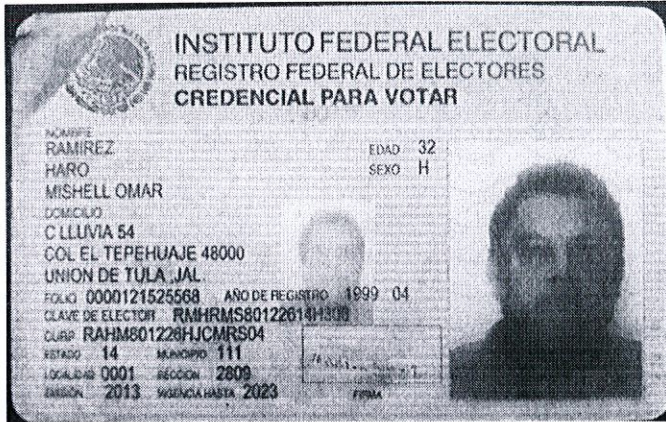 INSTITUTO FEDERAL ELECTORAL
REGISTRO FEDERAL DE ELECTORES
CREDENCIAL PARA VOTAR
NOMBRE
RAMIREZ
HARO
MISHELL OMAR
EDAD 32
SEXO H
DOMICILIO
C LLUVIA 54
COL EL TEPEHUAJE 48000
UNION DE TULA ,JAL.
FOLIO 0000121525568 AÑO DE REGISTRO 1999 04
CLAVE DE ELECTOR RMHRMS80122614H300
CURP RAHM801226HJCMRS04
ESTADO 14 MUNICIPIO 111
LOCALIDAD 0001 SECCION 2809
EMISIÓN 2013 VIGENCIA HASTA 2023
FIRMA